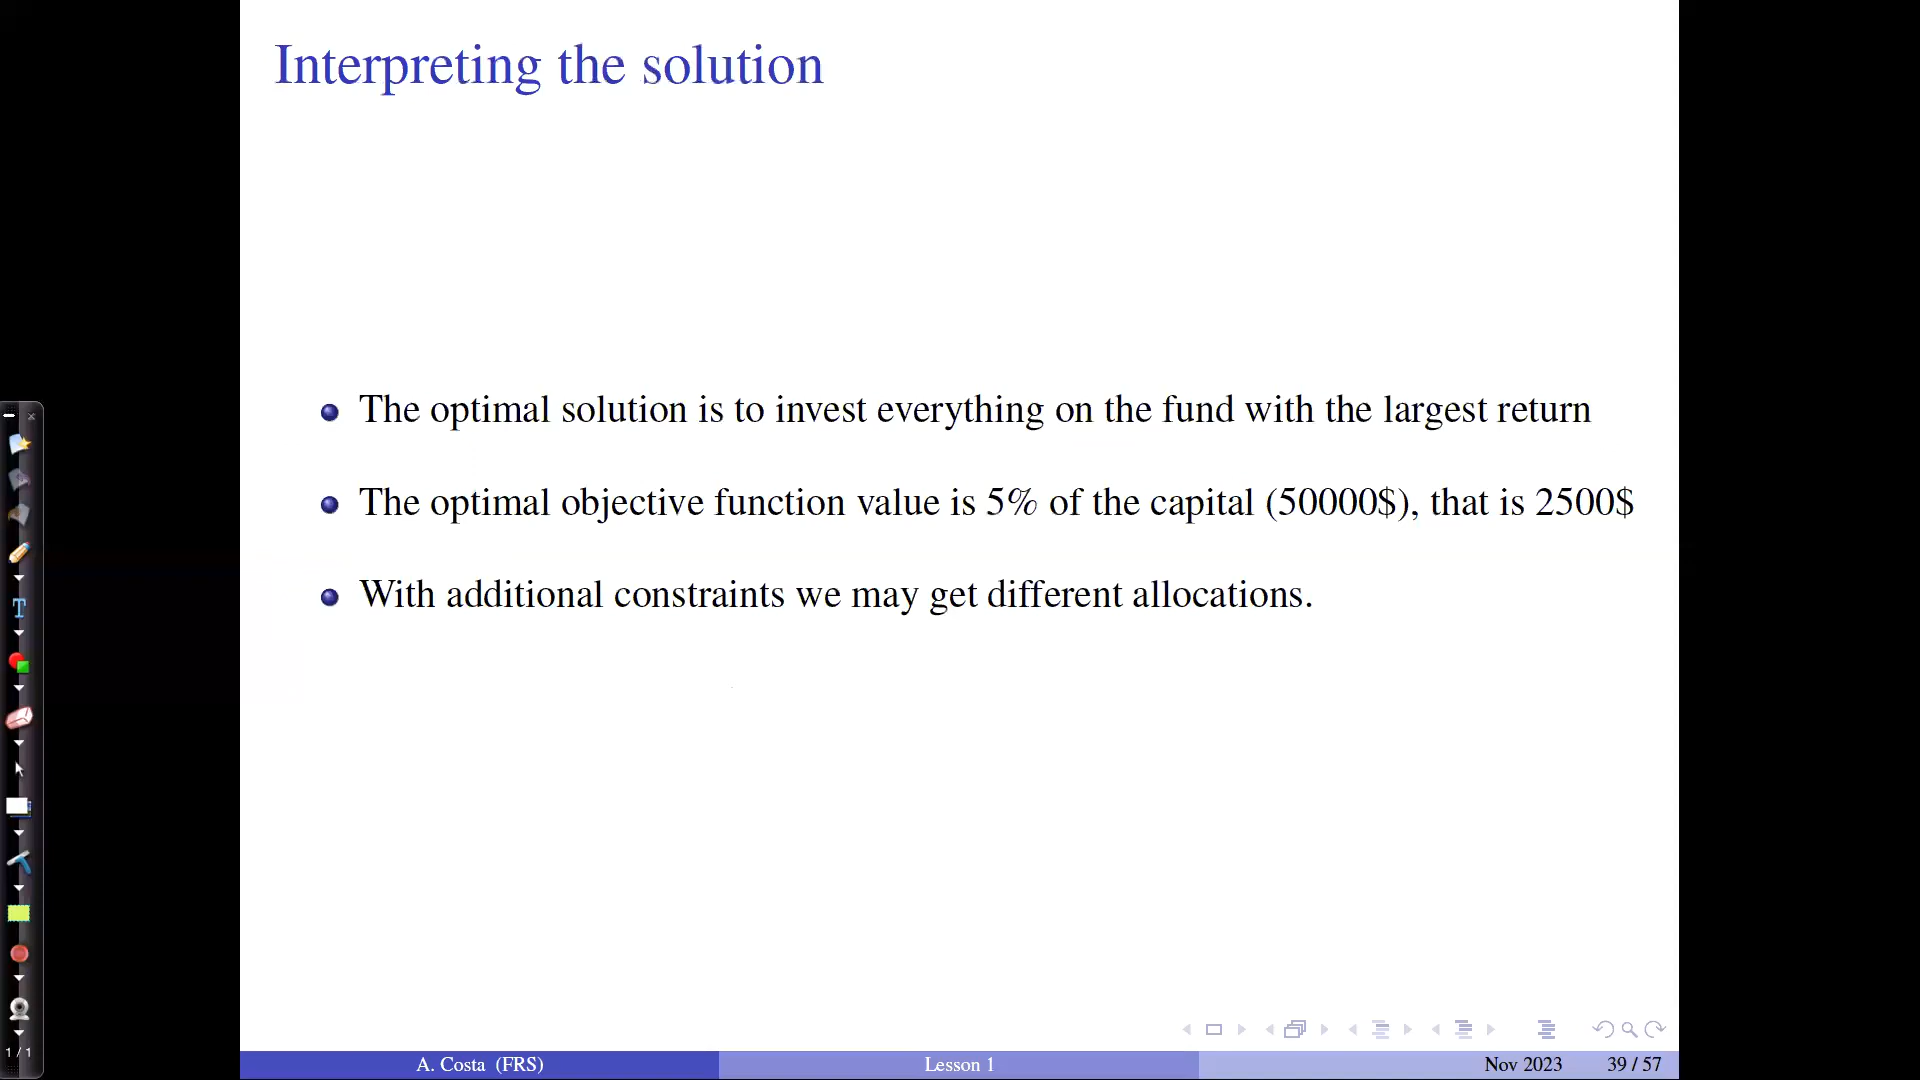 Interpreting the solution
The optimal solution is to invest everything on the fund with the largest return
The optimal objective function value is 5% of the capital (50000$), that is 2500$
With additional constraints we may get different allocations.
T
1 / 1
A. Costa (FRS)
Lesson 1
Nov 2023
39 / 57